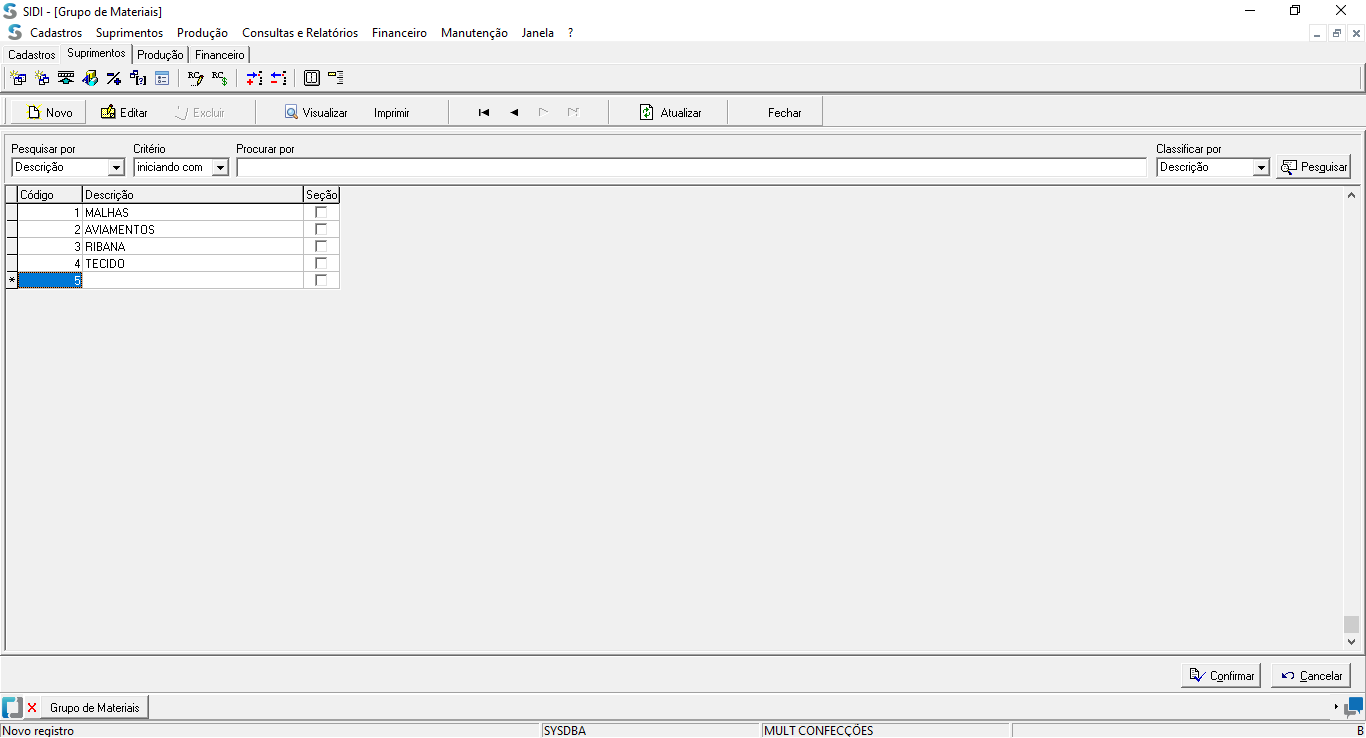 SIDI - [Grupo de Materiais]
Cadastros Suprimentos Produção Consultas e Relatórios Financeiro Manutenção Janela ?
Cadastros Suprimentos Produção Financeiro
Novo Editar Excluir Visualizar Imprimir Atualizar Fechar
Pesquisar por Critério Procurar por Classificar por
Descrição iniciando com Descrição Pesquisar
Código Descrição Seção
1 MALHAS
2 AVIAMENTOS
3 RIBANA
4 TECIDO
* 5
Confirmar Cancelar
Grupo de Materiais
Novo registro SYSDBA MULT CONFECÇÕES B